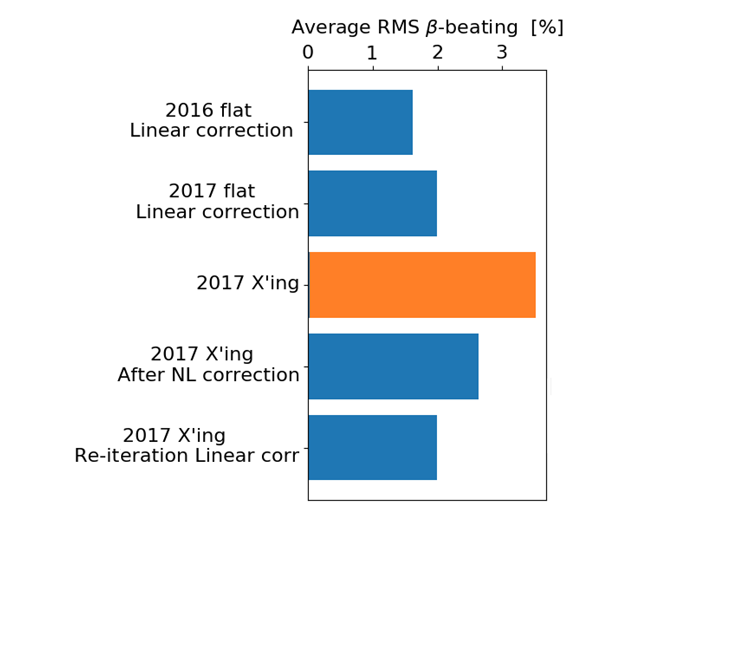 Average RMS β-beating [%]
0 1 2 3
2016 flat
Linear correction
2017 flat
Linear correction
2017 X'ing
2017 X'ing
After NL correction
2017 X'ing
Re-iteration Linear corr